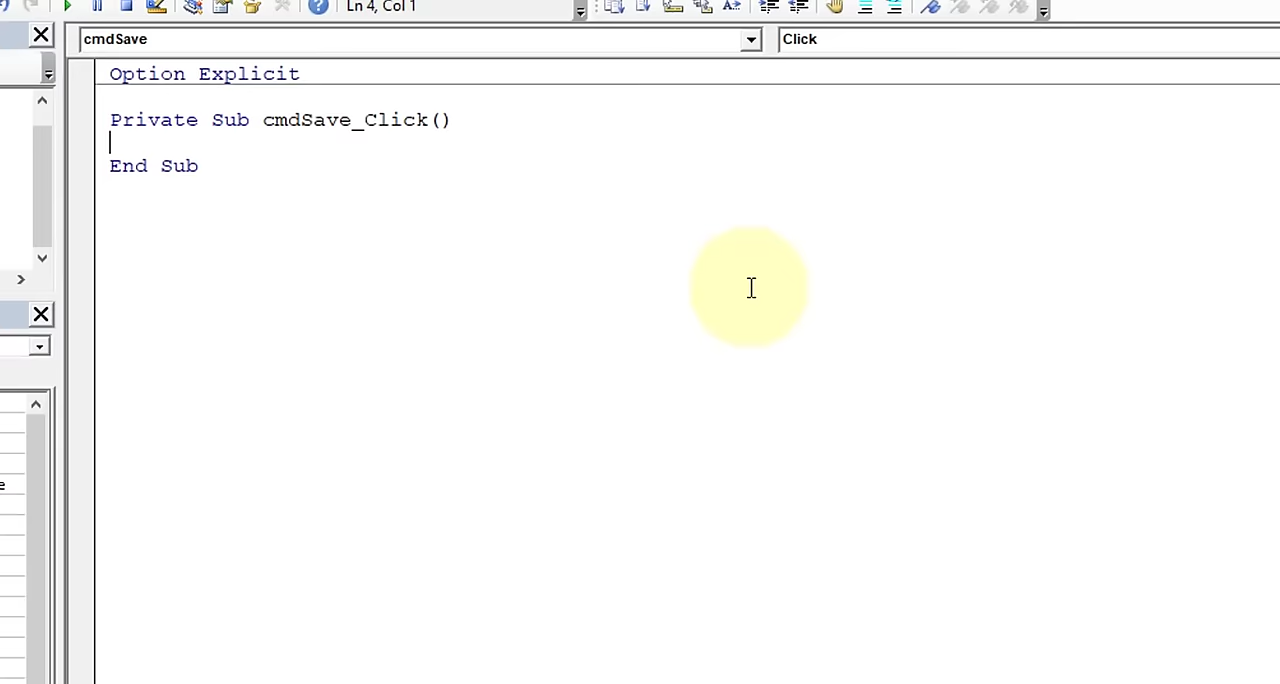 Ln 4, Col 1
cmdSave
Click
Option Explicit
Private Sub cmdSave_Click()
End Sub
e